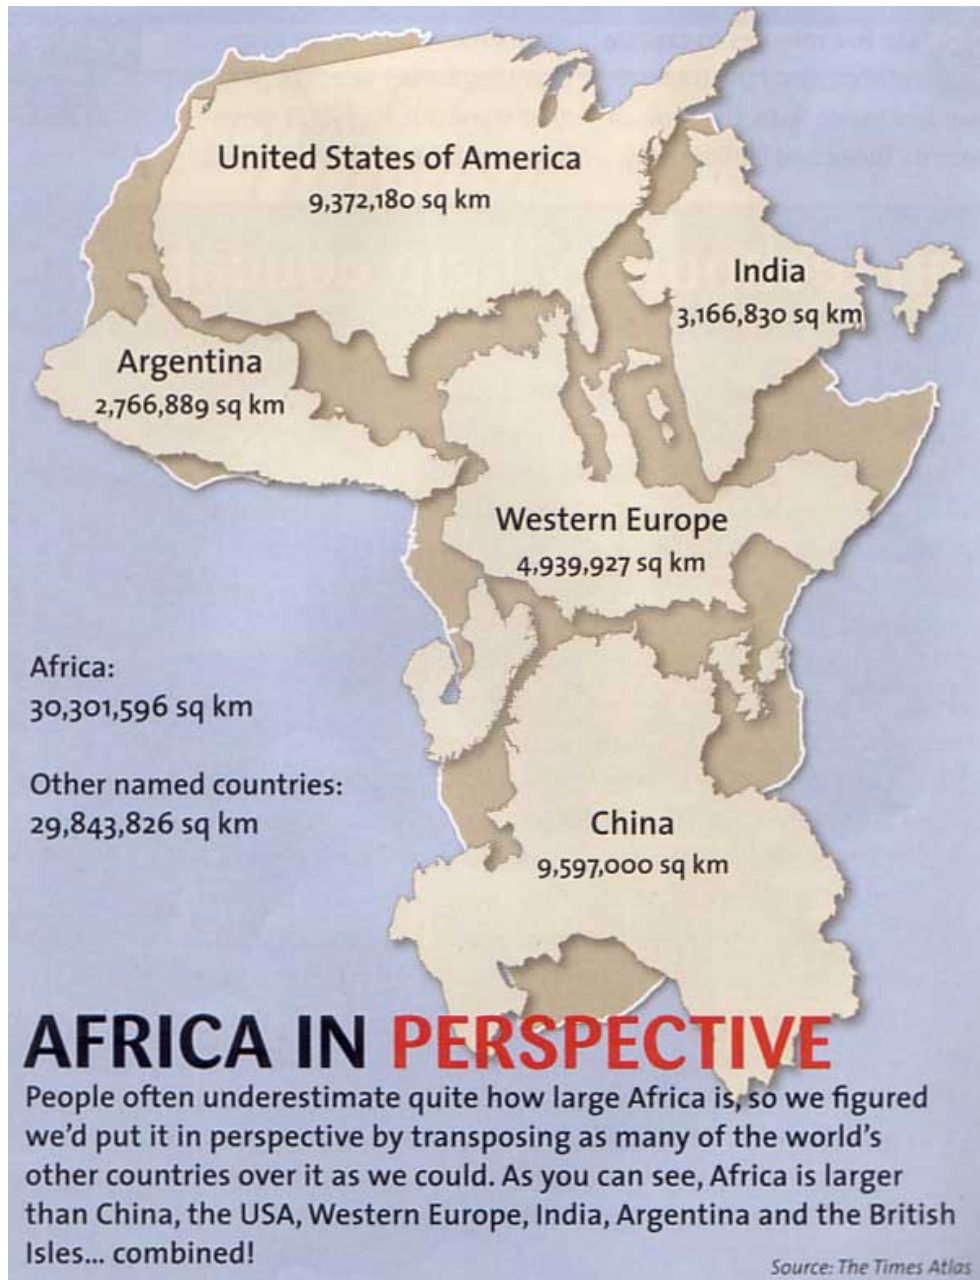 United States of America
9,372,180 sq km
India
3,166,830 sq km
Argentina
2,766,889 sq km
Western Europe
4,939,927 sq km
Africa:
30,301,596 sq km
Other named countries:
29,843,826 sq km
China
9,597,000 sq km
AFRICA IN PERSPECTIVE
People often underestimate quite how large Africa is, so we figured
we'd put it in perspective by transposing as many of the world's
other countries over it as we could. As you can see, Africa is larger
than China, the USA, Western Europe, India, Argentina and the British
Isles... combined!
Source: The Times Atlas